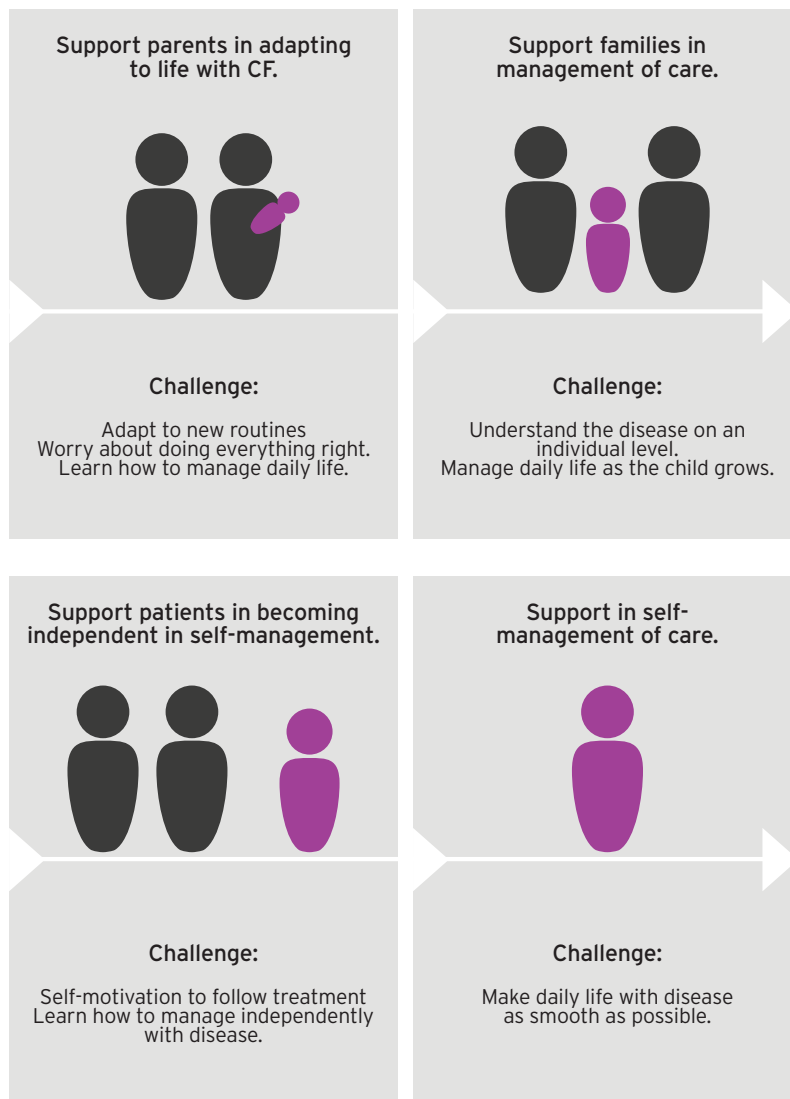 Support parents in adapting
to life with CF.
Challenge:
Adapt to new routines
Worry about doing everything right.
Learn how to manage daily life.
Support families in
management of care.
Challenge:
Understand the disease on an
individual level.
Manage daily life as the child grows.
Support patients in becoming
independent in self-management.
Challenge:
Self-motivation to follow treatment
Learn how to manage independently
with disease.
Support in self-
management of care.
Challenge:
Make daily life with disease
as smooth as possible.